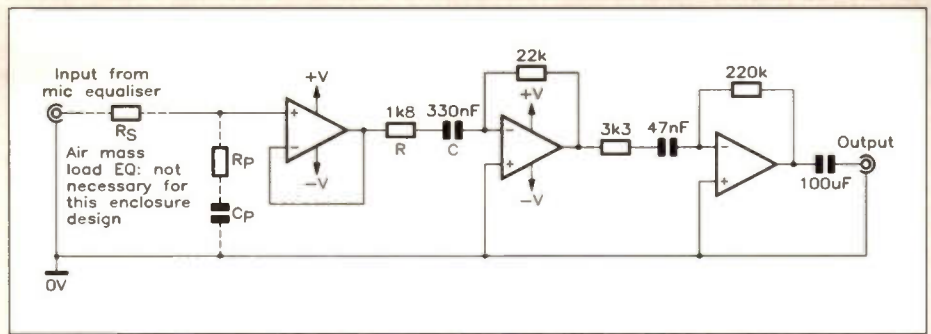 Input from
mic equaliser
RS
Air mass
load EQ: not
necessary for
this enclosure
design
RP
CP
0V
+V
+
−
−V
1k8
R
330nF
C
22k
+V
−
+
−V
3k3
47nF
220k
−
+
100uF
Output